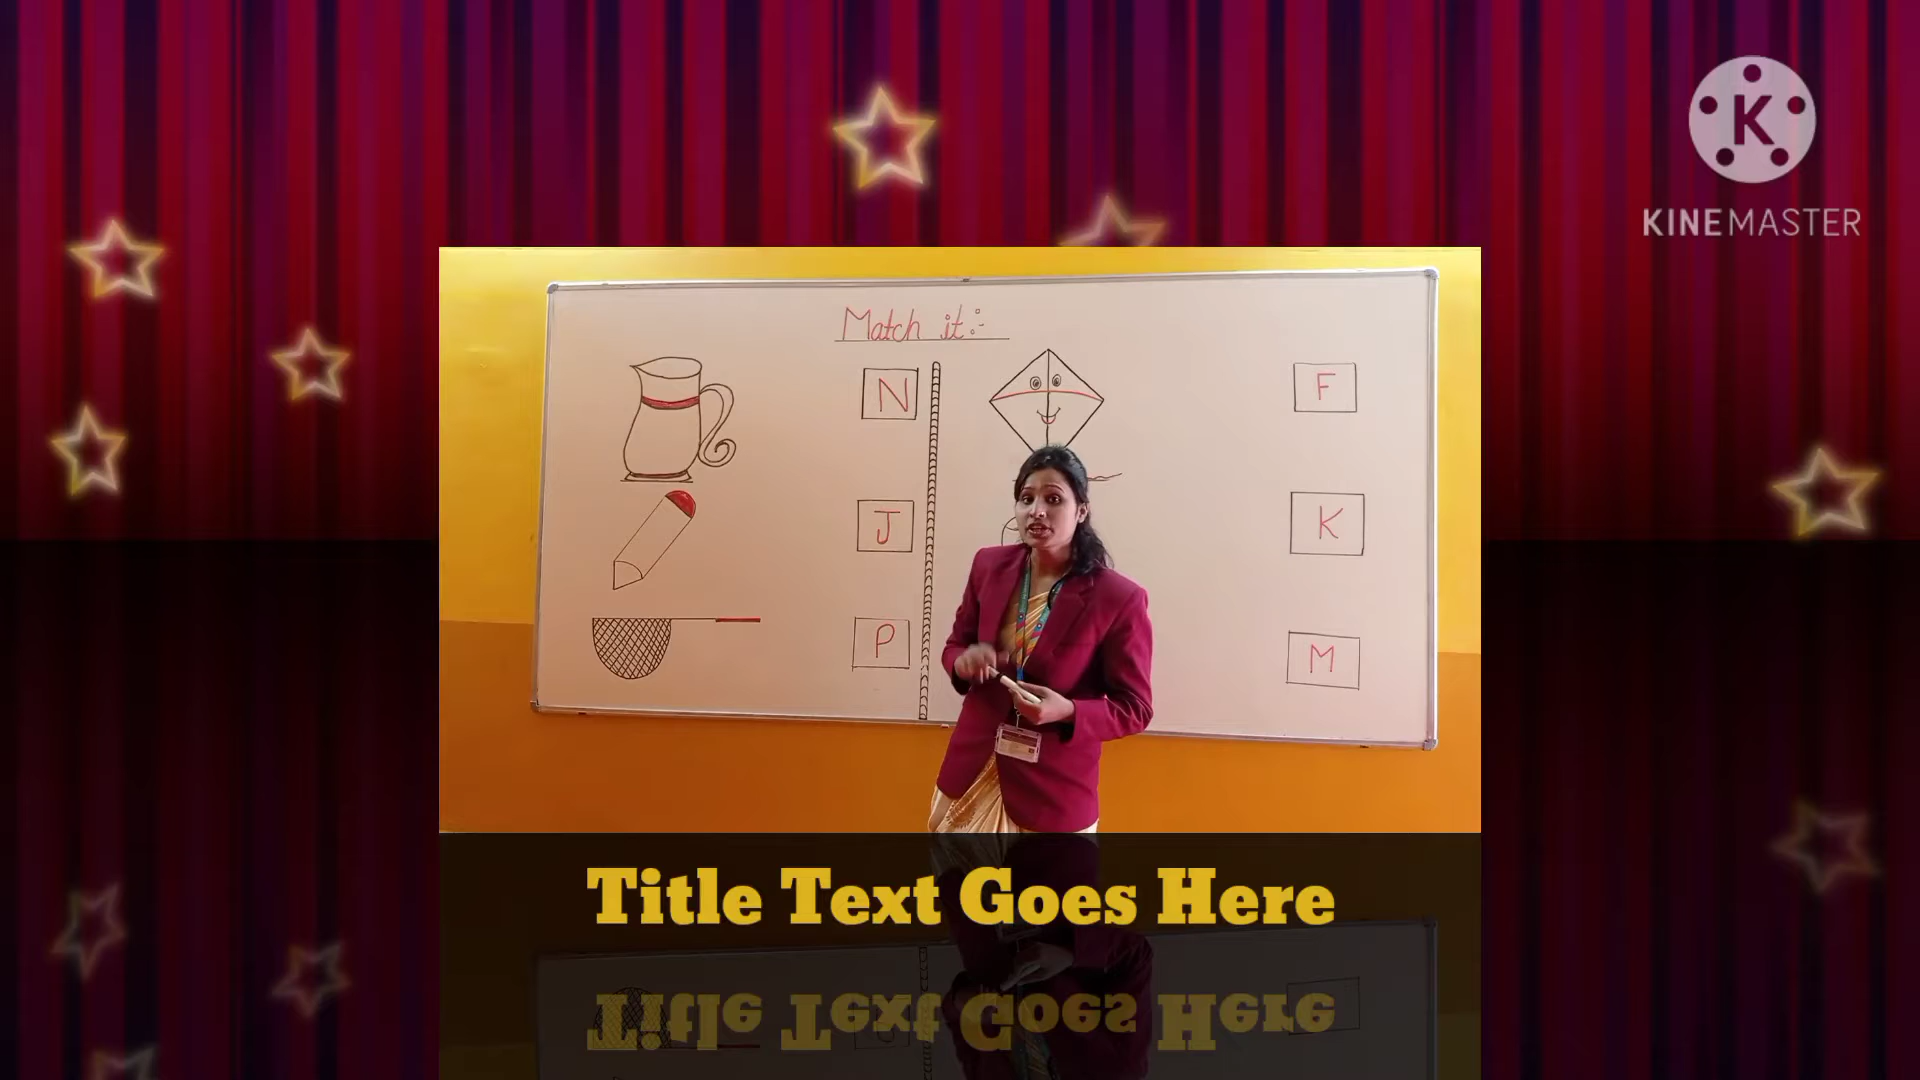 K
KINEMASTER
Match it:-
N
F
J
K
P
M
Title Text Goes Here
Title Text Goes Here